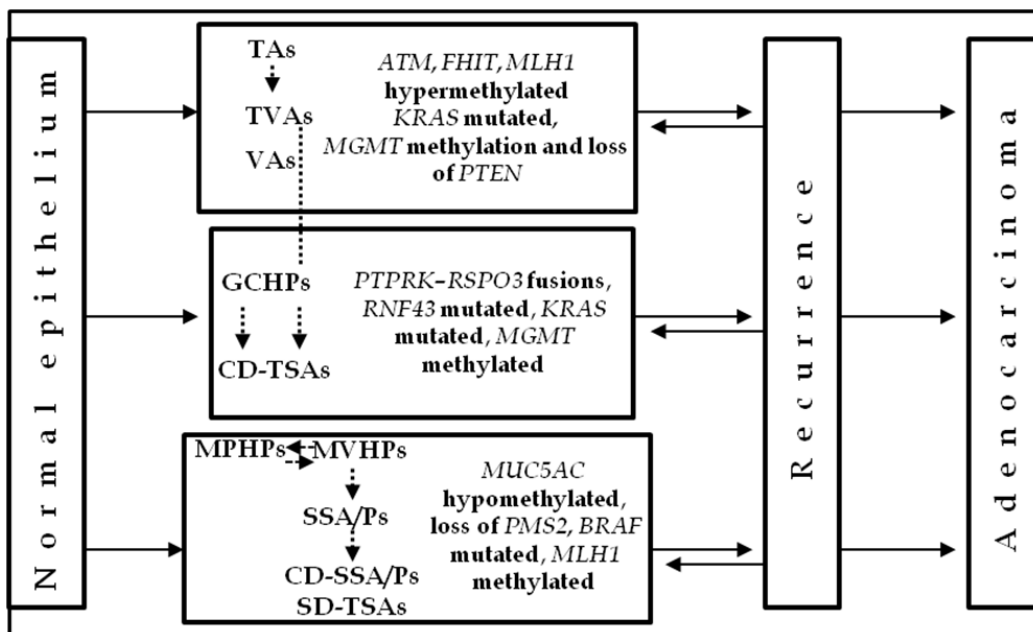 Normal epithelium
TAs
TVAs
VAs
ATM, FHIT, MLH1
hypermethylated
KRAS mutated,
MGMT methylation and loss
of PTEN
GCHPs
CD-TSAs
PTPRK–RSPO3 fusions,
RNF43 mutated, KRAS
mutated, MGMT
methylated
MPHPs
MVHPs
SSA/Ps
CD-SSA/Ps
SD-TSAs
MUC5AC
hypomethylated,
loss of PMS2, BRAF
mutated, MLH1
methylated
Recurrence
Adenocarcinoma